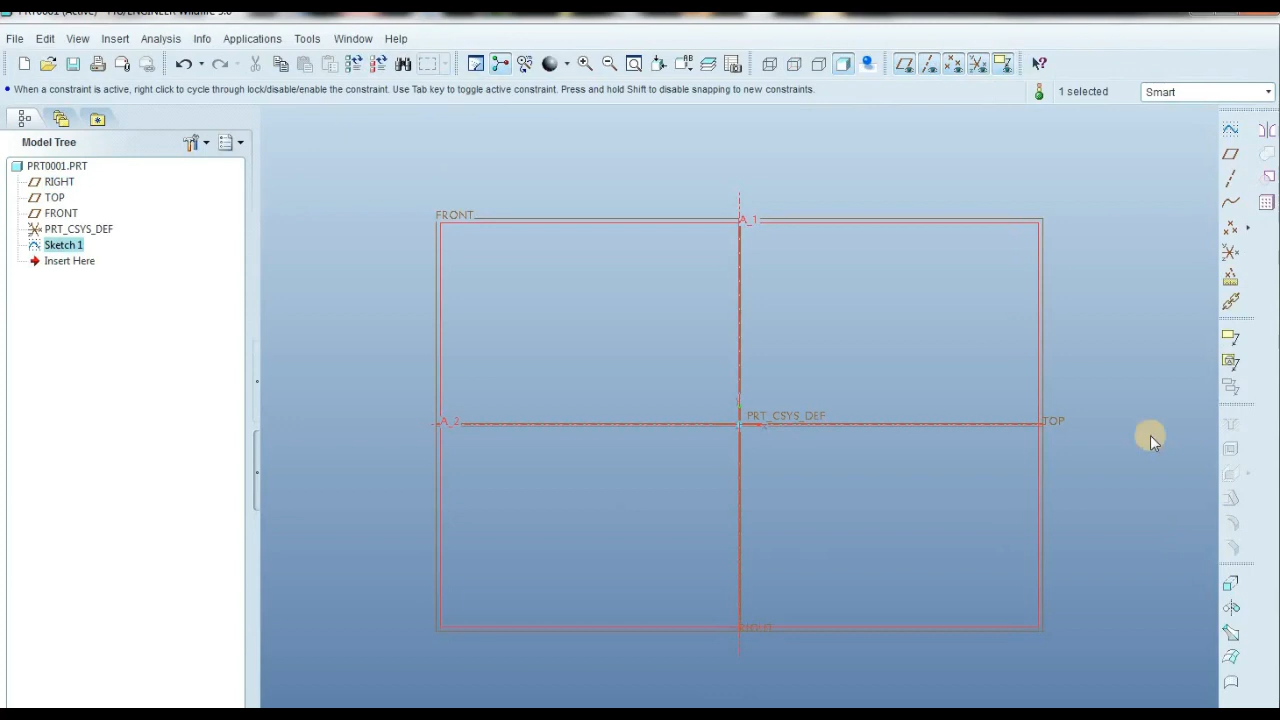 File Edit View Insert Analysis Info Applications Tools Window Help
When a constraint is active, right click to cycle through lock/disable/enable the constraint. Use Tab key to toggle active constraint. Press and hold Shift to disable snapping to new constraints.
1 selected
Smart
Model Tree
PRT0001.PRT
RIGHT
TOP
FRONT
PRT_CSYS_DEF
Sketch 1
Insert Here
FRONT
A_1
A_2
PRT_CSYS_DEF
TOP
RIGHT